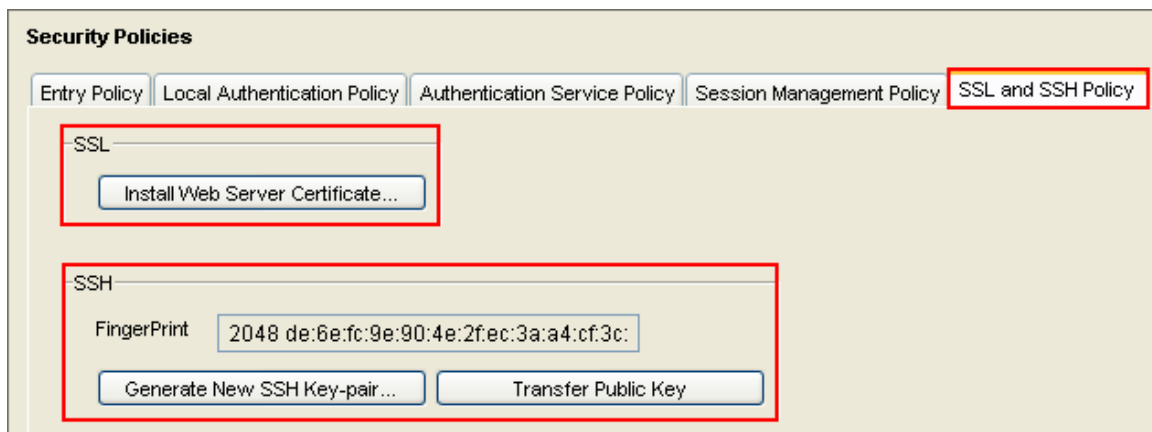 Security Policies
Entry Policy Local Authentication Policy Authentication Service Policy Session Management Policy SSL and SSH Policy
SSL
Install Web Server Certificate...
SSH
FingerPrint 2048 de:6e:fc:9e:90:4e:2f:ec:3a:a4:cf:3c:
Generate New SSH Key-pair... Transfer Public Key